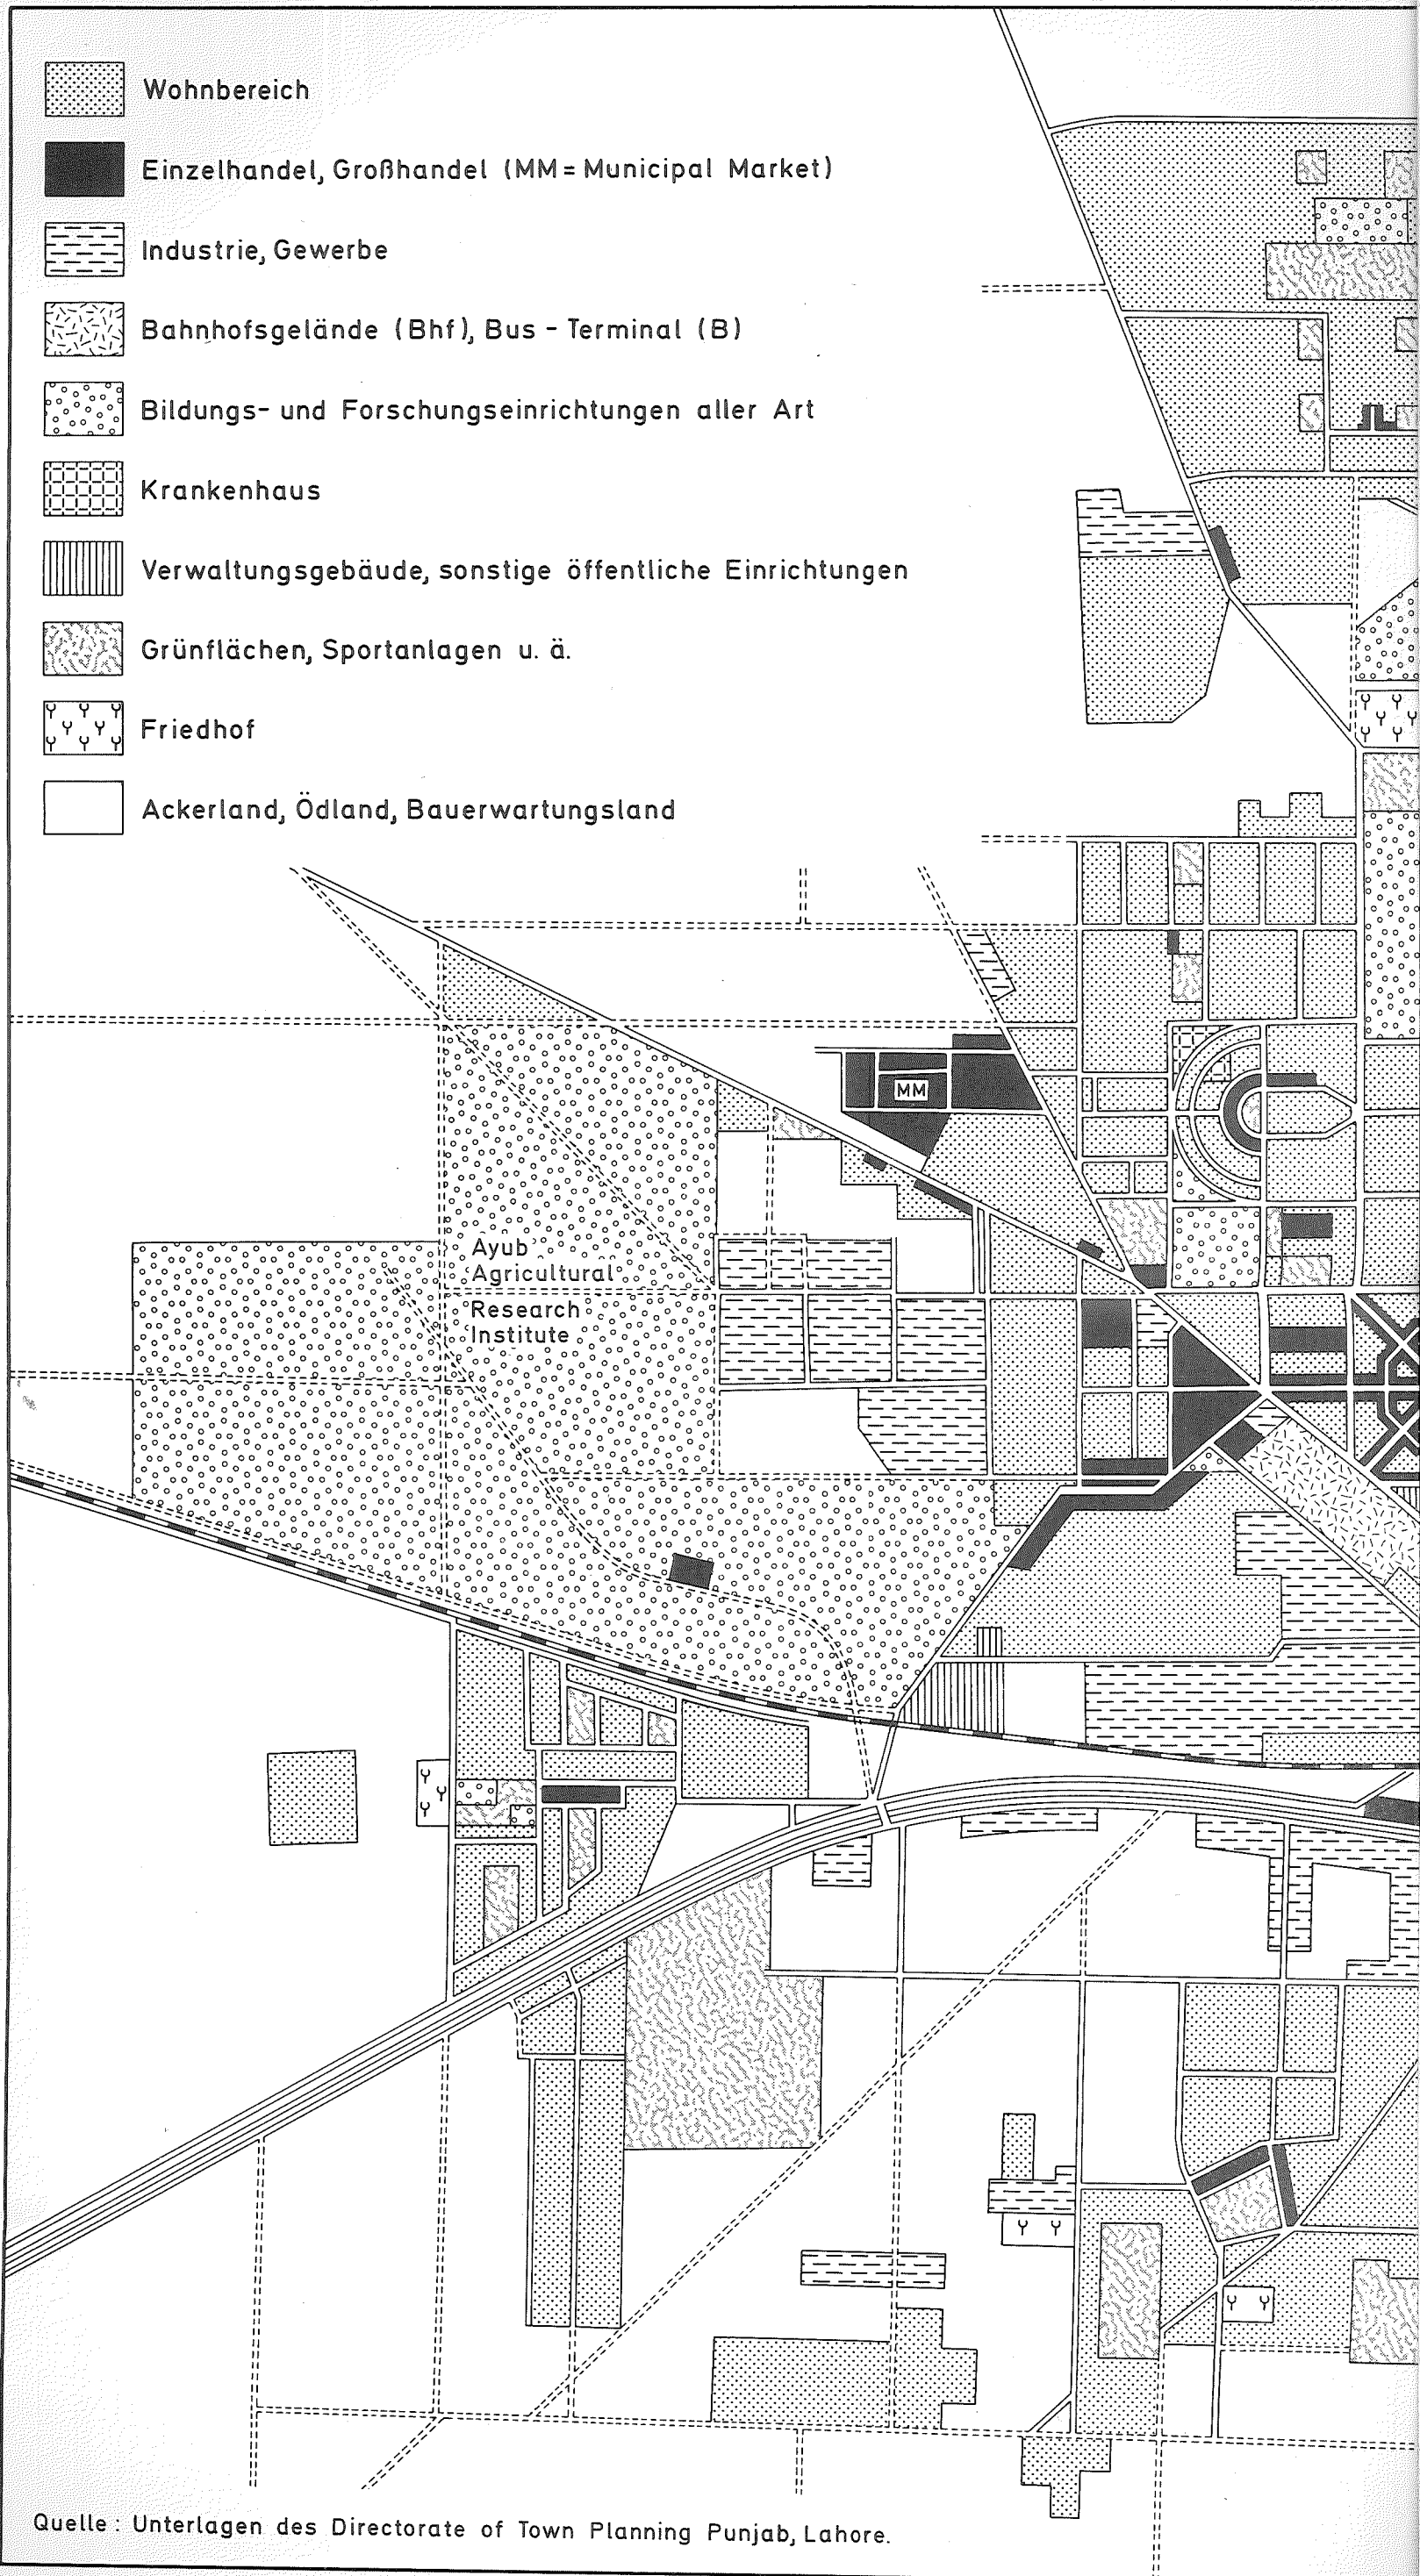 Wohnbereich
Einzelhandel, Großhandel (MM = Municipal Market)
Industrie, Gewerbe
Bahnhofsgelände (Bhf), Bus - Terminal (B)
Bildungs- und Forschungseinrichtungen aller Art
Krankenhaus
Verwaltungsgebäude, sonstige öffentliche Einrichtungen
Grünflächen, Sportanlagen u. ä.
Friedhof
Ackerland, Ödland, Bauerwartungsland
MM
Ayub
Agricultural
Research
Institute
Quelle: Unterlagen des Directorate of Town Planning Punjab, Lahore.